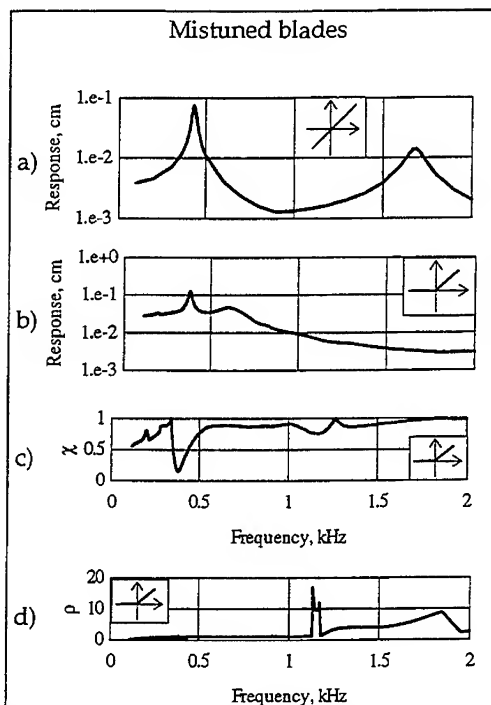 Mistuned blades
a)
Response, cm
1.e-1
1.e-2
1.e-3
b)
Response, cm
1.e+0
1.e-1
1.e-2
1.e-3
c)
χ
1
0.5
0
0 0.5 1 1.5 2
Frequency, kHz
d)
ρ
20
10
0
0 0.5 1 1.5 2
Frequency, kHz